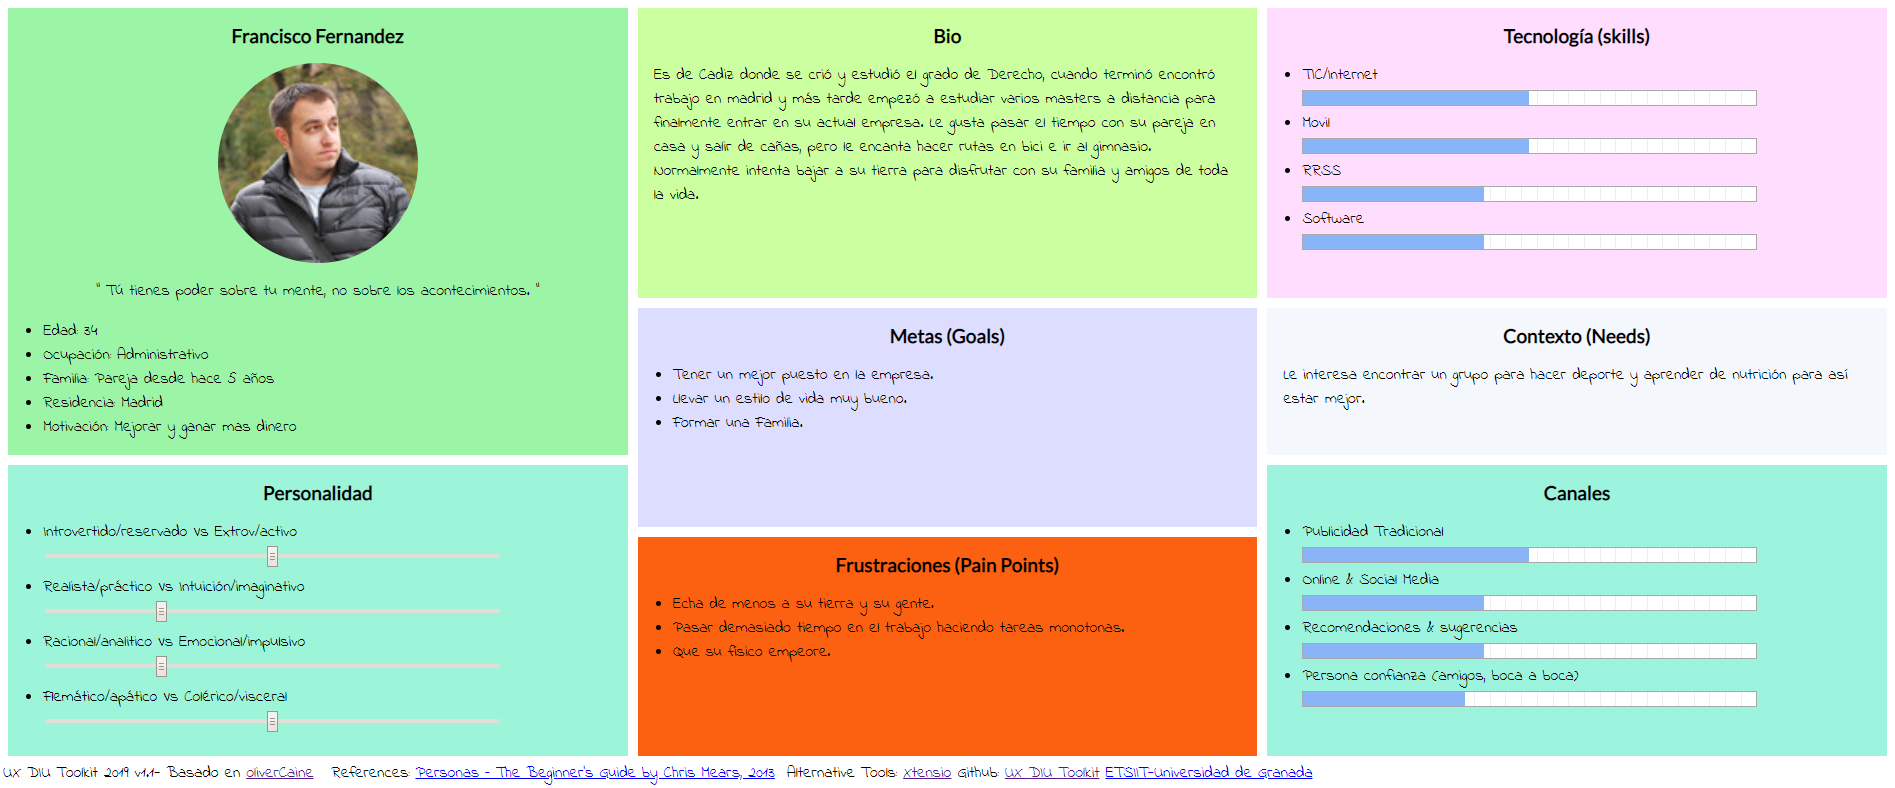 Francisco Fernandez
" Tú tienes poder sobre tu mente, no sobre los acontecimientos. "
Edad: 34
Ocupación: Administrativo
Familia: Pareja desde hace 5 años
Residencia: Madrid
Motivación: Mejorar y ganar mas dinero
Personalidad
Introvertido/reservado Vs Extrov/activo
Realista/práctico Vs Intuición/imaginativo
Racional/analitico Vs Emocional/impulsivo
Flemático/apático Vs Colérico/visceral
Bio
Es de Cadiz donde se crió y estudió el grado de Derecho, cuando terminó encontró
trabajo en madrid y más tarde empezó a estudiar varios masters a distancia para
finalmente entrar en su actual empresa. Le gusta pasar el tiempo con su pareja en
casa y salir de cañas, pero le encanta hacer rutas en bici e ir al gimnasio.
Normalmente intenta bajar a su tierra para disfrutar con su familia y amigos de toda
la vida.
Metas (Goals)
Tener un mejor puesto en la empresa.
Llevar un estilo de vida muy bueno.
Formar una Familia.
Frustraciones (Pain Points)
Echa de menos a su tierra y su gente.
Pasar demasiado tiempo en el trabajo haciendo tareas monotonas.
Que su fisico empeore.
Tecnología (skills)
TIC/Internet
Movil
RRSS
Software
Contexto (Needs)
Le interesa encontrar un grupo para hacer deporte y aprender de nutrición para así
estar mejor.
Canales
Publicidad Tradicional
Online & Social Media
Recomendaciones & sugerencias
Persona confianza (amigos, boca a boca)
UX DIU Toolkit 2019 v1.1- Basado en oliverCaine References: Personas - The Beginner's Guide by Chris Mears, 2013 Alternative Tools: Xtensio Github: UX DIU Toolkit ETSIIT-Universidad de Granada